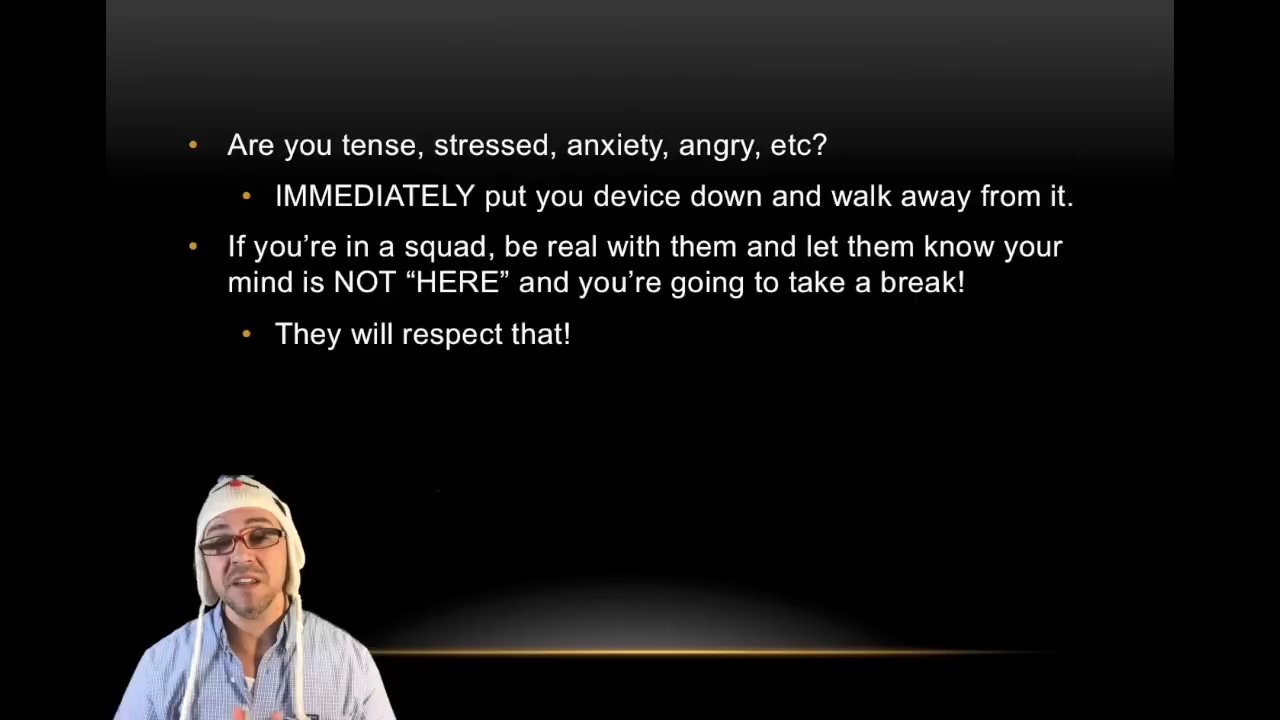 Are you tense, stressed, anxiety, angry, etc?
IMMEDIATELY put you device down and walk away from it.
If you’re in a squad, be real with them and let them know your
mind is NOT “HERE” and you’re going to take a break!
They will respect that!